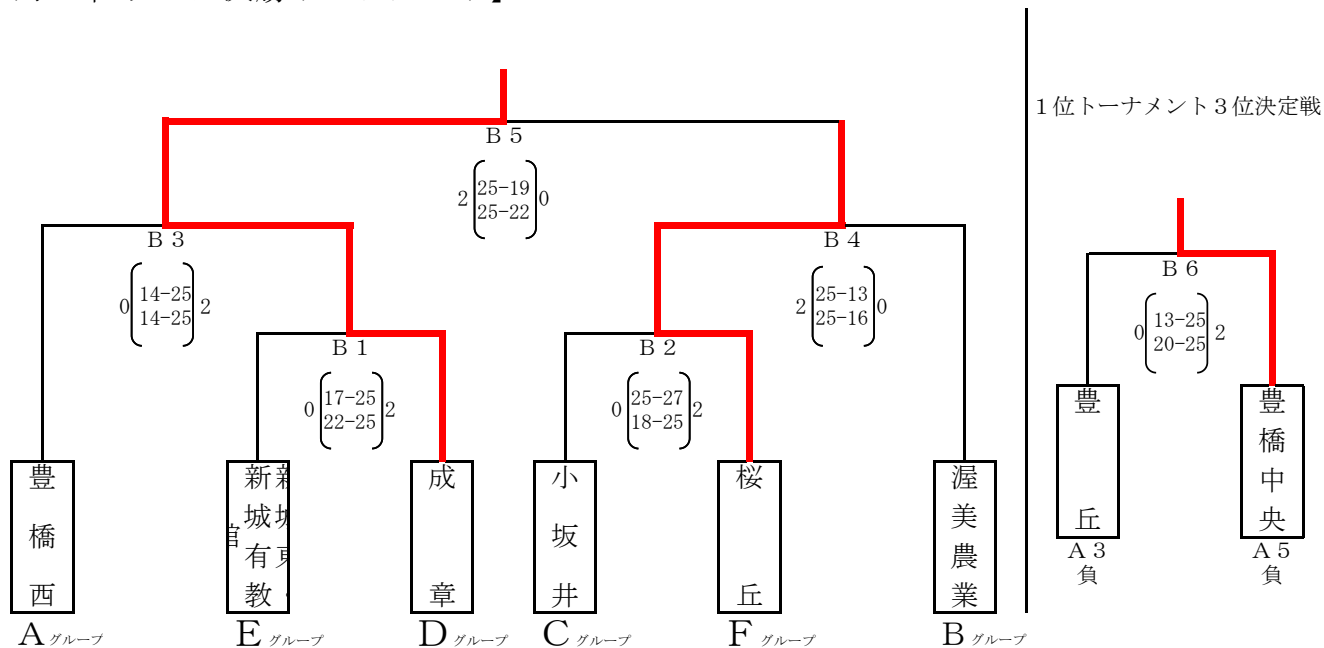 1位トーナメント3位決定戦
B5
2 25-19 0
25-22
B3
0 14-25 2
14-25
B4
2 25-13 0
25-16
B6
0 13-25 2
20-25
B1
0 17-25 2
22-25
B2
0 25-27 2
18-25
豊橋西
新城有教
館
成章
小坂井
桜丘
渥美農業
豊丘
豊橋中央
A3
負
A5
負
Aグループ
Eグループ
Dグループ
Cグループ
Fグループ
Bグループ